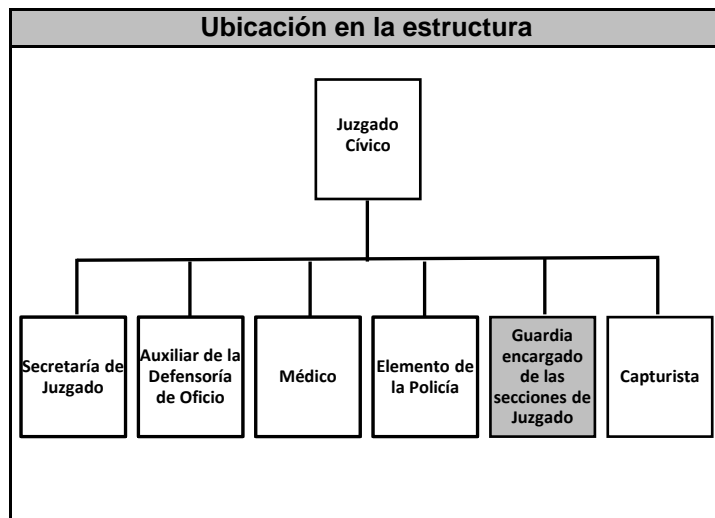 Ubicación en la estructura
Juzgado
Cívico
Secretaría de
Juzgado
Auxiliar de la
Defensoría
de Oficio
Médico
Elemento de
la Policía
Guardia
encargado
de las
secciones de
Juzgado
Capturista